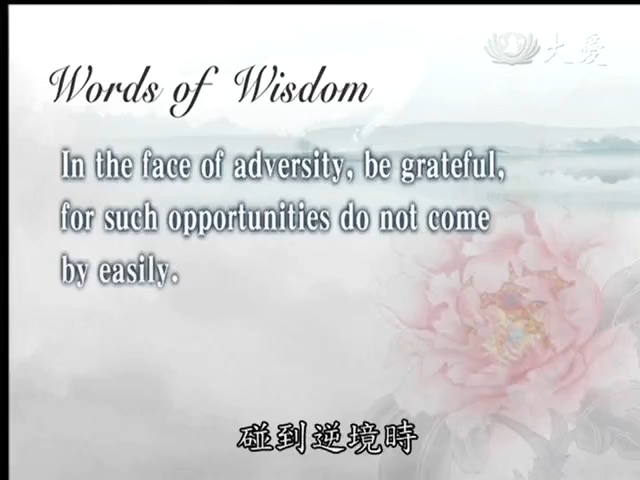 大愛
Words of Wisdom
In the face of adversity, be grateful,
for such opportunities do not come
by easily.
碰到逆境時